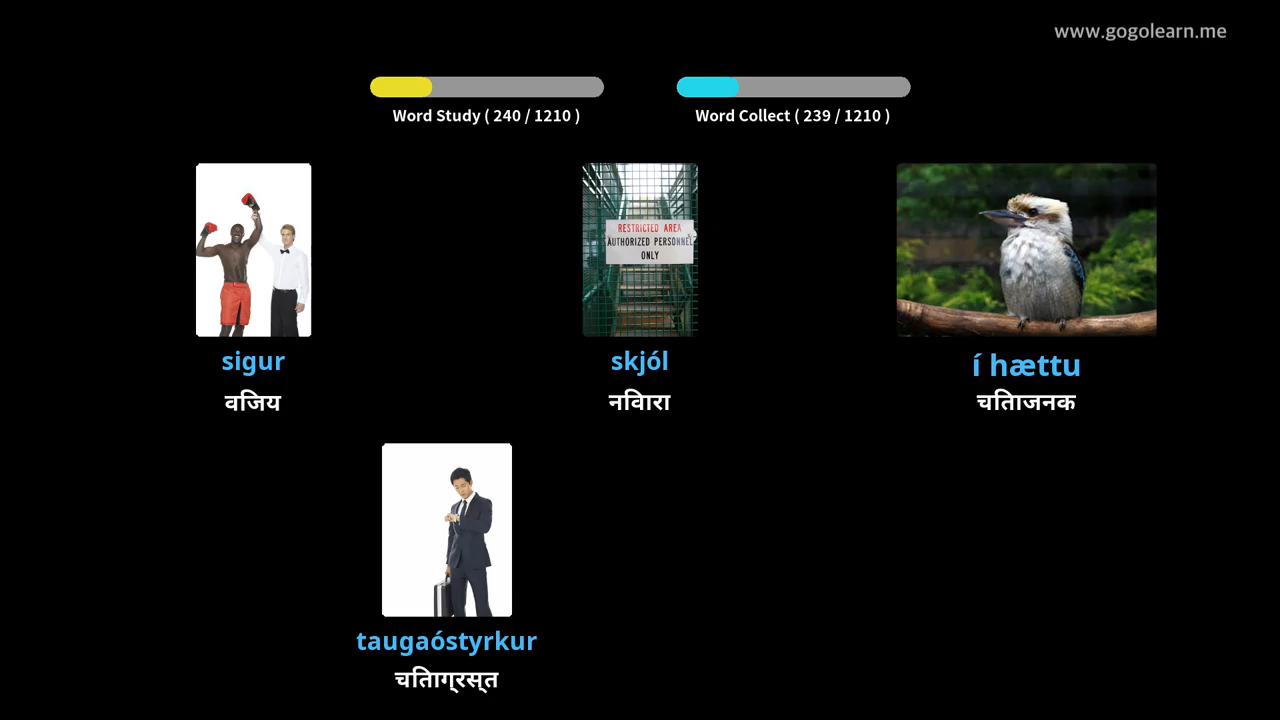 www.gogolearn.me
Word Study ( 240 / 1210 )
Word Collect ( 239 / 1210 )
RESTRICTED AREA
AUTHORIZED PERSONNEL
ONLY
sigur
वजिय
skjól
नविारा
í hættu
चतिाजनक
taugaóstyrkur
चतिाग्रस्त